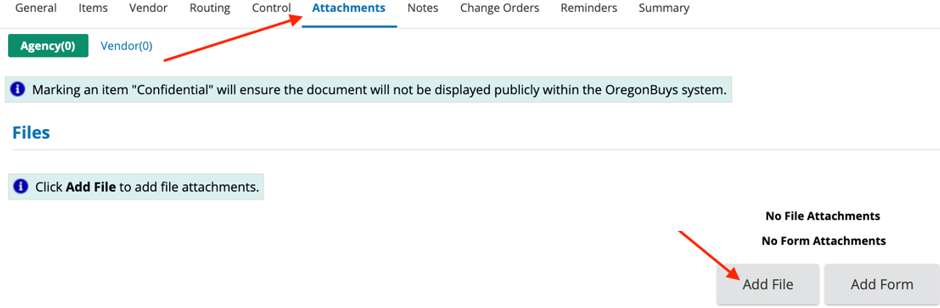 General Items Vendor Routing Control Attachments Notes Change Orders Reminders Summary
Agency(0) Vendor(0)
Marking an item "Confidential" will ensure the document will not be displayed publicly within the OregonBuys system.
Files
Click Add File to add file attachments.
No File Attachments
No Form Attachments
Add File Add Form